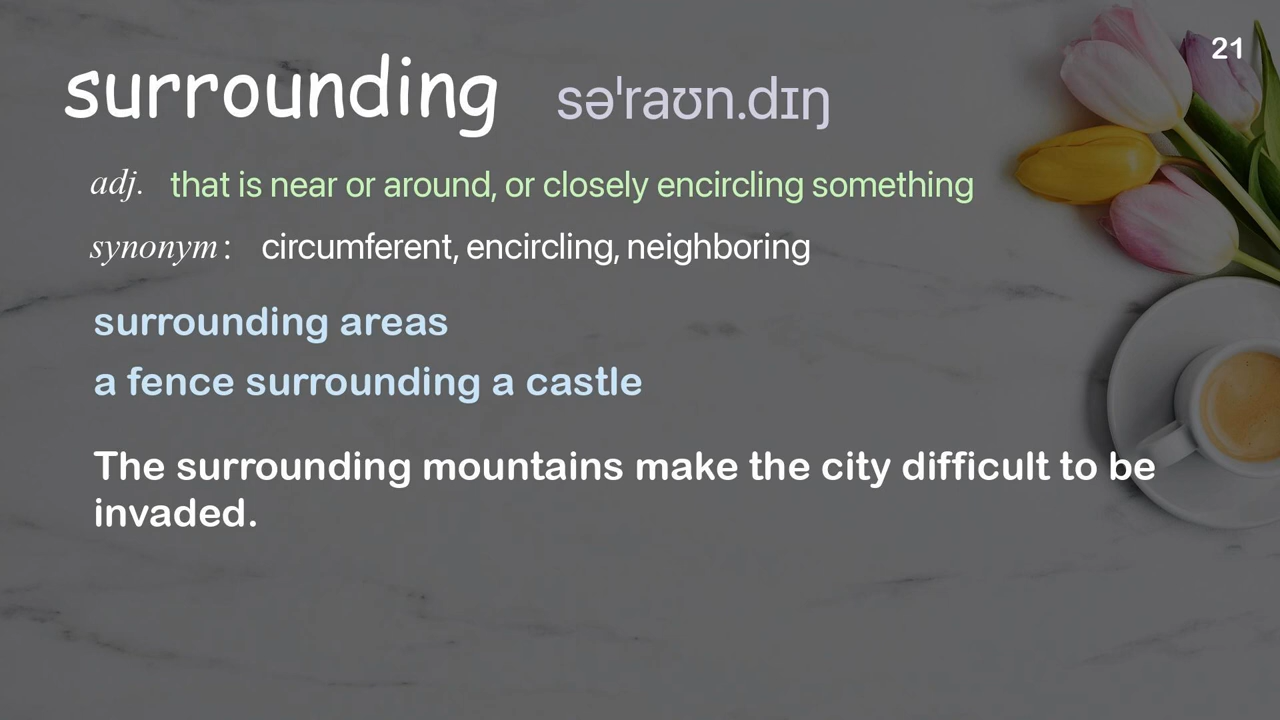 21
surrounding səˈraʊn.dɪŋ
adj. that is near or around, or closely encircling something
synonym : circumferent, encircling, neighboring
surrounding areas
a fence surrounding a castle
The surrounding mountains make the city difficult to be
invaded.